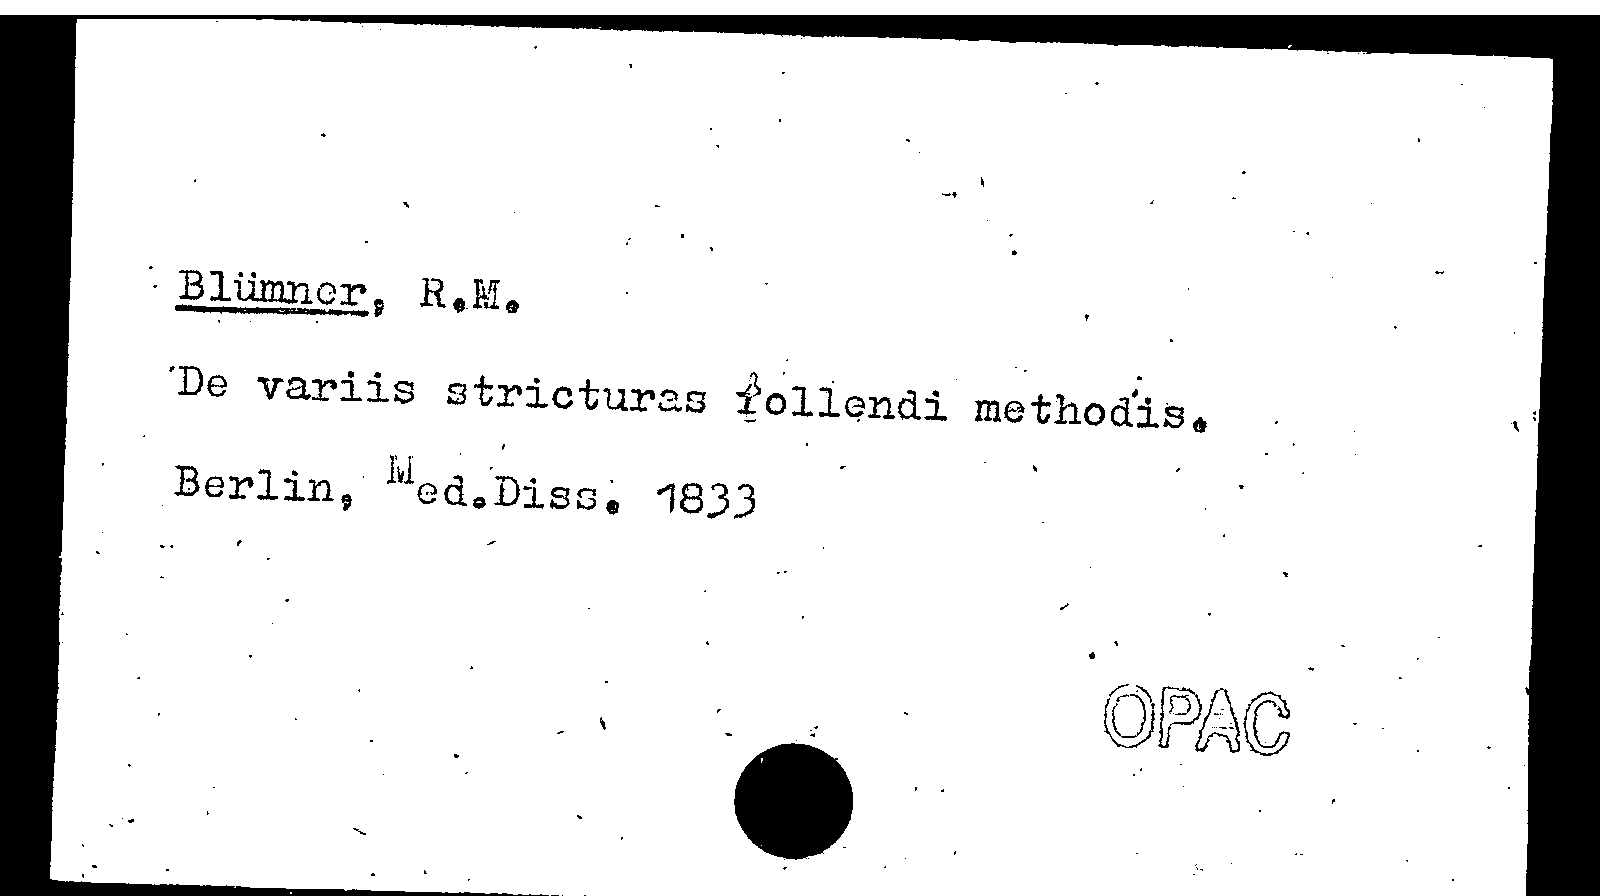 Blümner, R.M.
De variis stricturas tollendi methodis.
Berlin, Med.Diss. 1833
OPAC